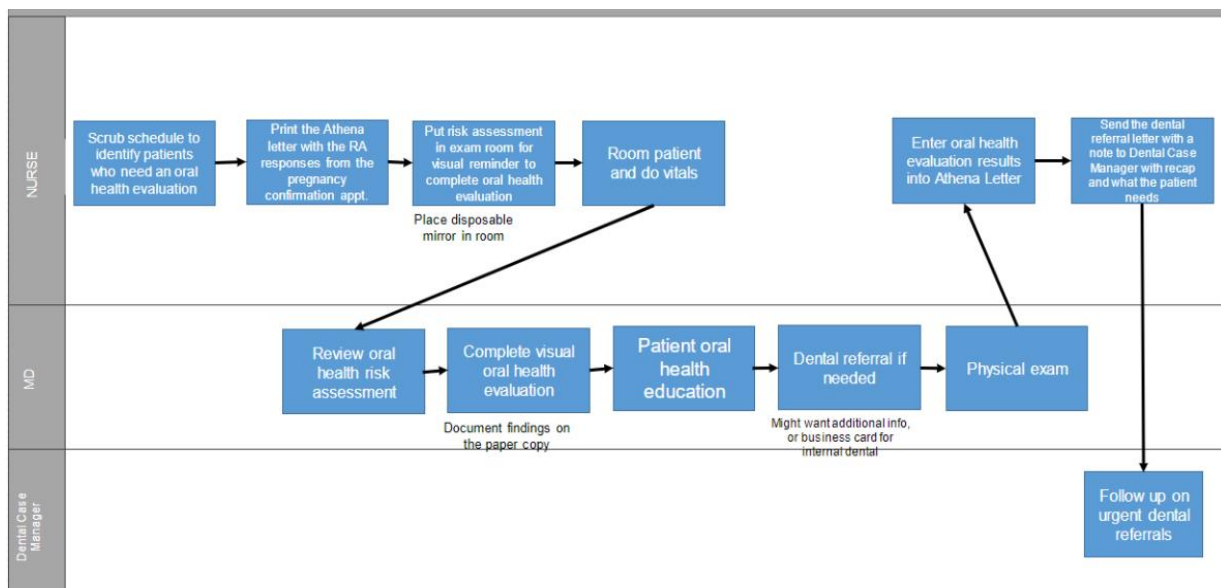 NURSE
Scrub schedule to
identify patients
who need an oral
health evaluation
Print the Athena
letter with the RA
responses from the
pregnancy
confirmation appt.
Put risk assessment
in exam room for
visual reminder to
complete oral health
evaluation
Place disposable
mirror in room
Room patient
and do vitals
Enter oral health
evaluation results
into Athena Letter
Send the dental
referral letter with a
note to Dental Case
Manager with recap
and what the patient
needs
MD
Review oral
health risk
assessment
Complete visual
oral health
evaluation
Document findings on
the paper copy
Patient oral
health
education
Dental referral if
needed
Might want additional info,
or business card for
internal dental
Physical exam
Dental Case
Manager
Follow up on
urgent dental
referrals